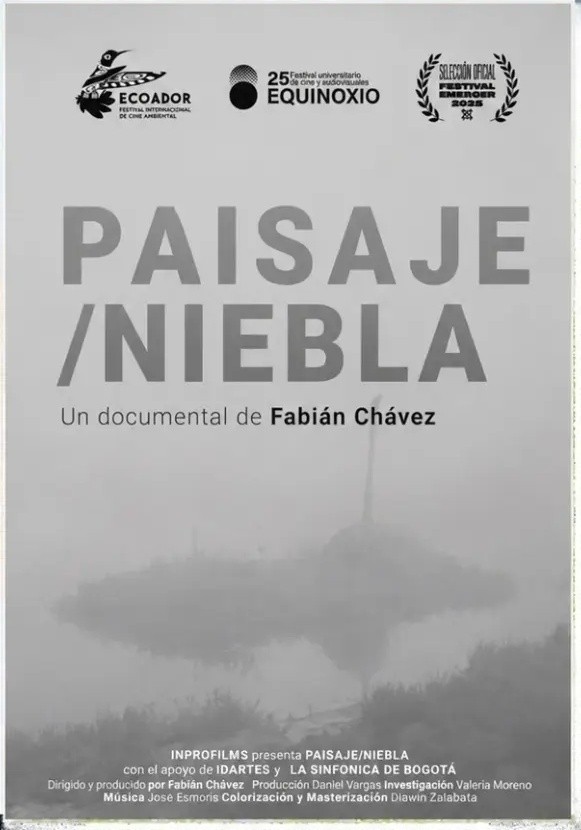 ECOADOR
FESTIVAL INTERNACIONAL
DE CINE AMBIENTAL
25 Festival universitario
de cine y audiovisuales
EQUINOXIO
SELECCIÓN OFICIAL
FESTIVAL
EMERGER
2025
PAISAJE
/NIEBLA
Un documental de Fabián Chávez
INPROFILMS presenta PAISAJE/NIEBLA
con el apoyo de IDARTES y LA SINFONICA DE BOGOTÁ
Dirigido y producido por Fabián Chávez Producción Daniel Vargas Investigación Valeria Moreno
Música José Esmoris Colorización y Masterización Diawin Zalabata